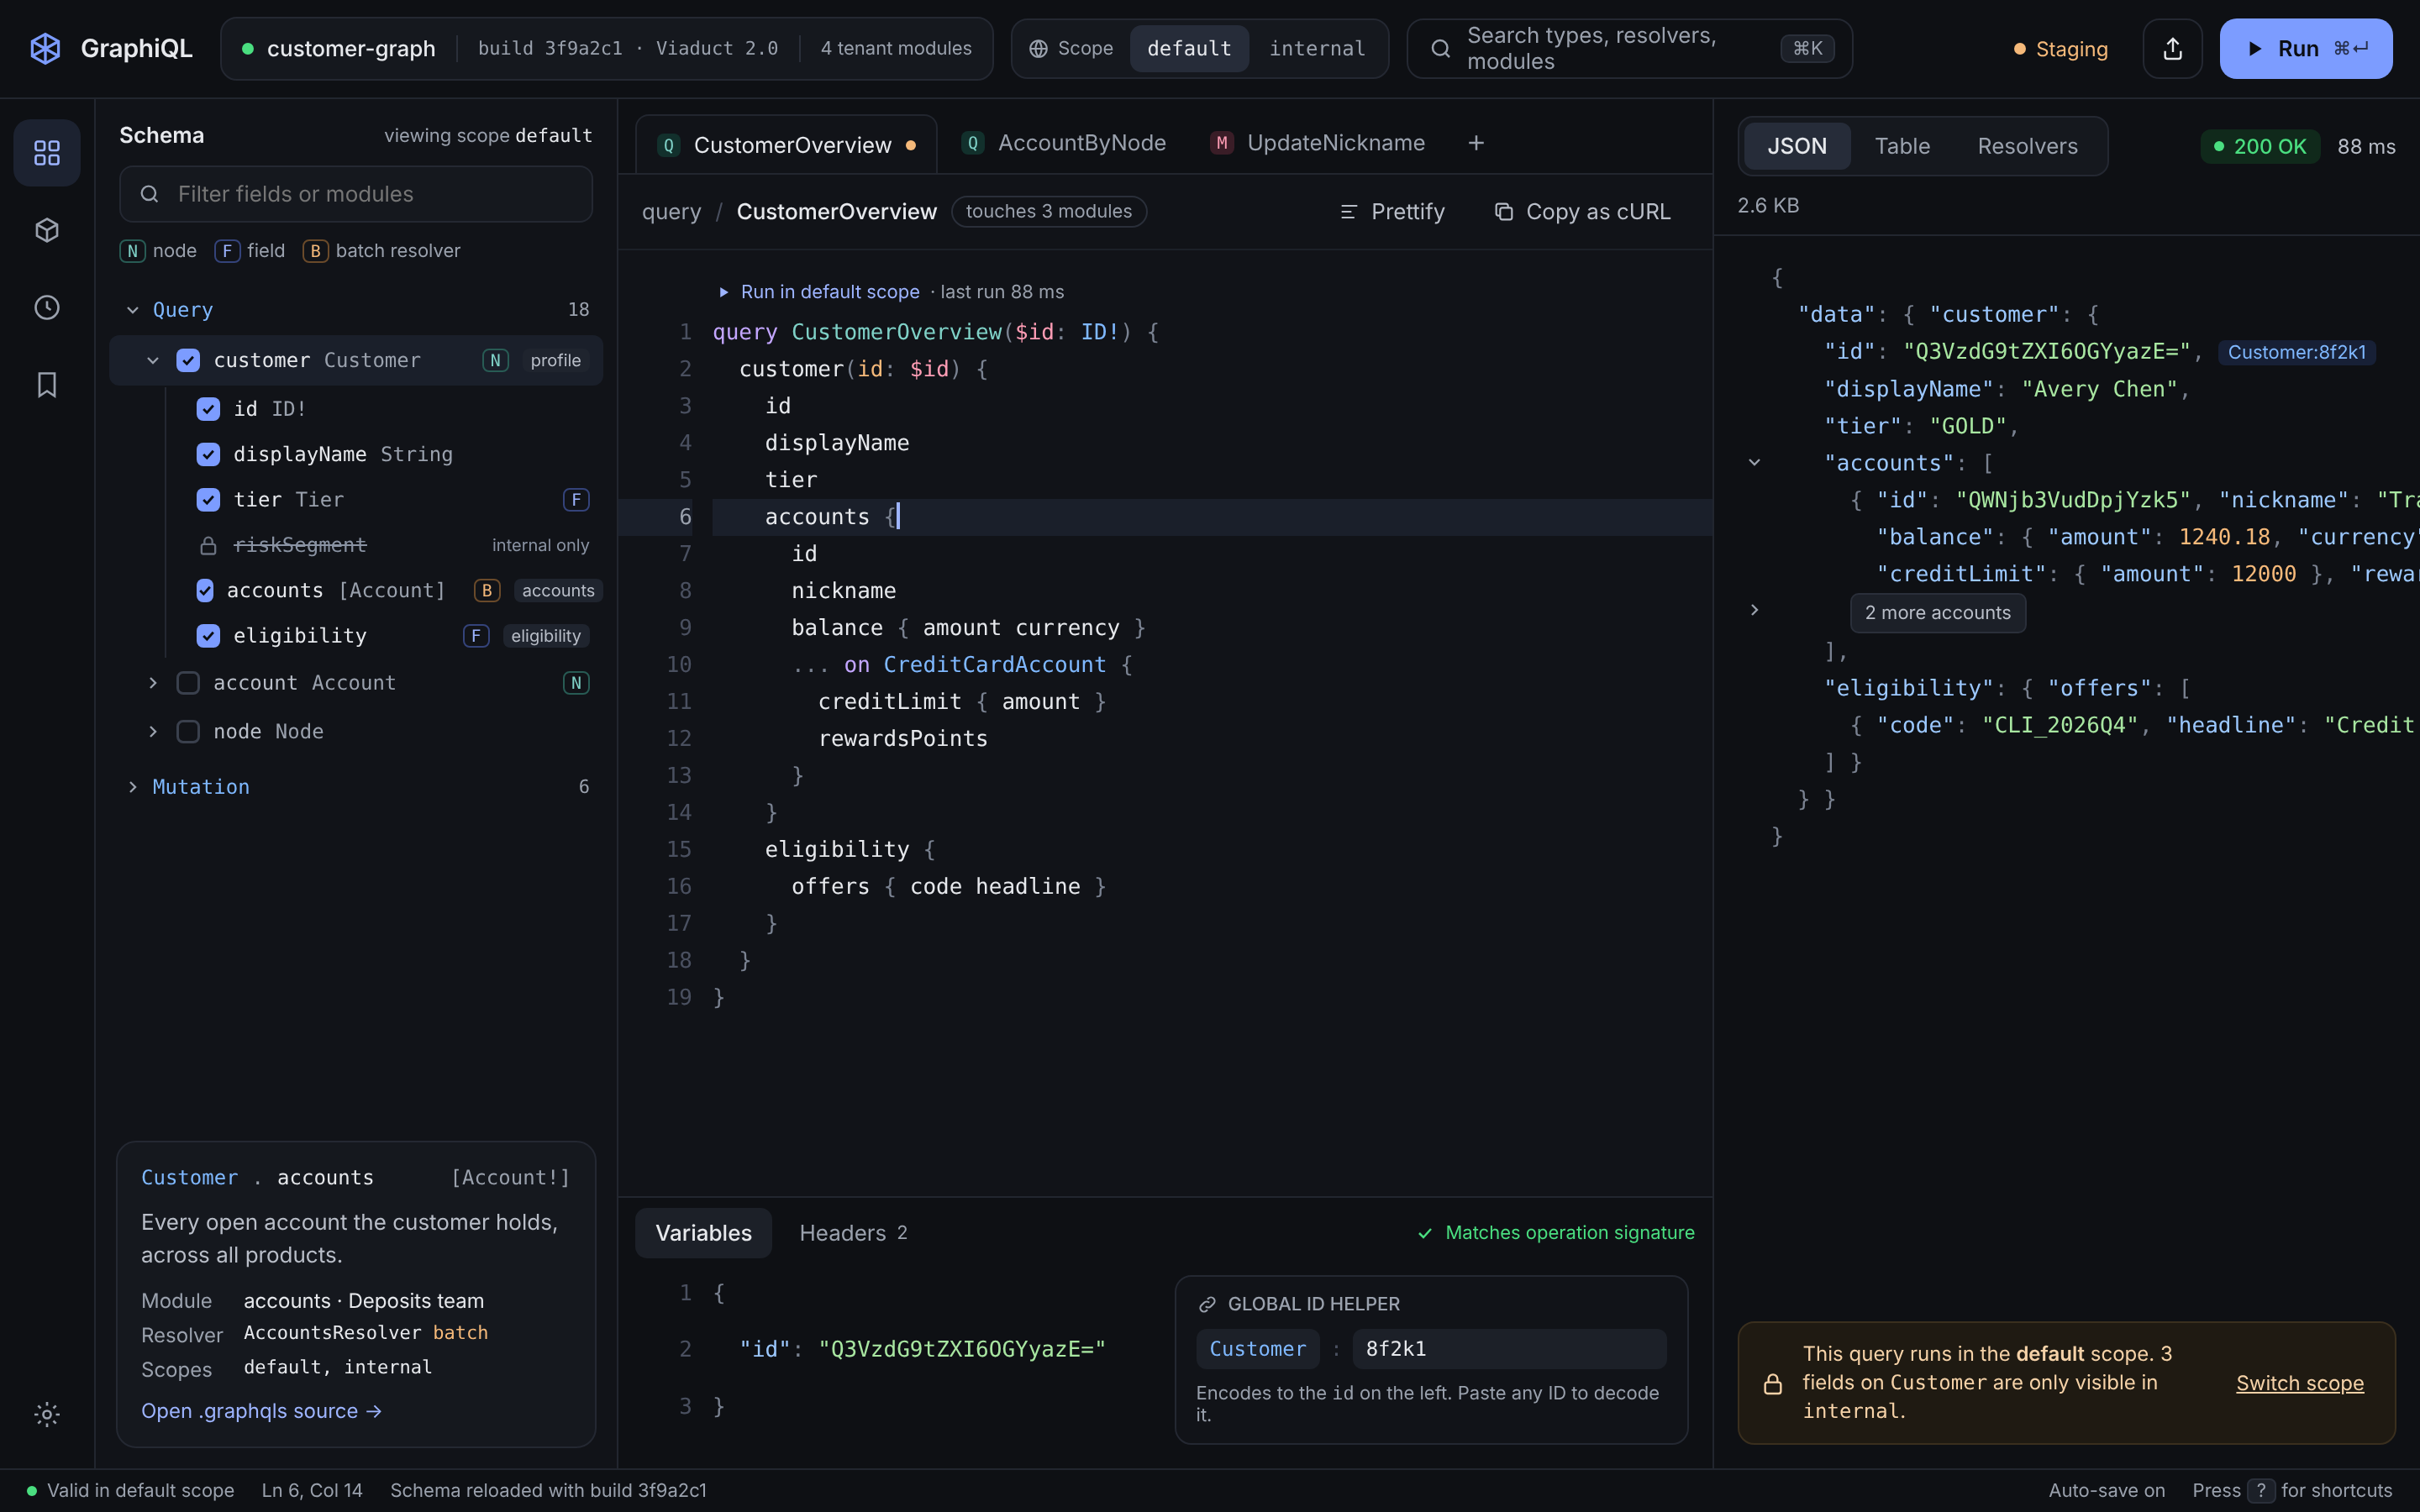 GraphiQL
customer-graph
build 3f9a2c1 · Viaduct 2.0
4 tenant modules
Scope
default
internal
Search types, resolvers,
modules
⌘K
Staging
Run ⌘↵
Schema
viewing scope default
Filter fields or modules
N node F field B batch resolver
Query 18
customer Customer N profile
id ID!
displayName String
tier Tier F
riskSegment internal only
accounts [Account] B accounts
eligibility F eligibility
account Account N
node Node
Mutation 6
Customer . accounts [Account!]
Every open account the customer holds,
across all products.
Module accounts · Deposits team
Resolver AccountsResolver batch
Scopes default, internal
Open .graphqls source →
Q CustomerOverview
Q AccountByNode
M UpdateNickname
+
query / CustomerOverview touches 3 modules
Prettify
Copy as cURL
Run in default scope · last run 88 ms
1 query CustomerOverview($id: ID!) {
2 customer(id: $id) {
3 id
4 displayName
5 tier
6 accounts {
7 id
8 nickname
9 balance { amount currency }
10 ... on CreditCardAccount {
11 creditLimit { amount }
12 rewardsPoints
13 }
14 }
15 eligibility {
16 offers { code headline }
17 }
18 }
19 }
Variables
Headers 2
Matches operation signature
1 {
2 "id": "Q3VzdG9tZXI6OGYyazE="
3 }
GLOBAL ID HELPER
Customer : 8f2k1
Encodes to the id on the left. Paste any ID to decode
it.
JSON
Table
Resolvers
200 OK
88 ms
2.6 KB
{
"data": { "customer": {
"id": "Q3VzdG9tZXI6OGYyazE=", Customer:8f2k1
"displayName": "Avery Chen",
"tier": "GOLD",
"accounts": [
{ "id": "QWNjb3VudDpjYzk5", "nickname": "Tra
"balance": { "amount": 1240.18, "currency"
"creditLimit": { "amount": 12000 }, "rewar
2 more accounts
],
"eligibility": { "offers": [
{ "code": "CLI_2026Q4", "headline": "Credit
] }
} }
}
This query runs in the default scope. 3
fields on Customer are only visible in
internal.
Switch scope
Valid in default scope
Ln 6, Col 14
Schema reloaded with build 3f9a2c1
Auto-save on
Press ? for shortcuts